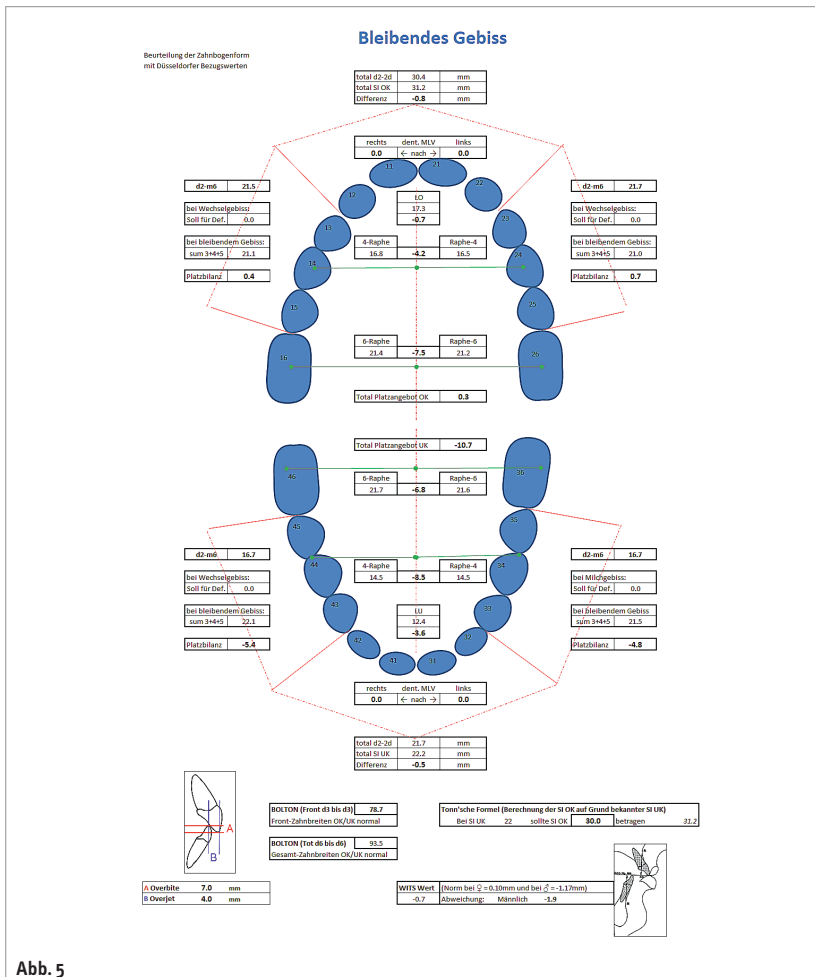 Bleibendes Gebiss
Beurteilung der Zahnbogenform
mit Düsseldorfer Bezugswerten
total d2-2d 30.4 mm
total SI OK 31.2 mm
Differenz -0.8 mm
rechts dent. MLV links
0.0 ← nach → 0.0
11 21
12 22
d2-m6 21.5
LO
17.3
-0.7
d2-m6 21.7
bei Wechselgebiss:
Soll für Def. 0.0
13 23
bei Wechselgebiss:
Soll für Def. 0.0
bei bleibendem Gebiss:
sum 3+4+5 21.1
4-Raphe Raphe-4
16.8 -4.2 16.5
bei bleibendem Gebiss:
sum 3+4+5 21.0
14 24
Platzbilanz 0.4
Platzbilanz 0.7
15 25
6-Raphe Raphe-6
21.4 -7.5 21.2
16 26
Total Platzangebot OK 0.3
Total Platzangebot UK -10.7
46 36
6-Raphe Raphe-6
21.7 -6.8 21.6
45 35
d2-m6 16.7
d2-m6 16.7
44 34
4-Raphe Raphe-4
14.5 -8.5 14.5
bei Wechselgebiss:
Soll für Def. 0.0
bei Milchgebiss:
Soll für Def. 0.0
43 33
bei bleibendem Gebiss:
sum 3+4+5 22.1
LU
12.4
-3.6
bei bleibendem Gebiss
sum 3+4+5 21.5
42 32
Platzbilanz -5.4
Platzbilanz -4.8
41 31
rechts dent. MLV links
0.0 ← nach → 0.0
total d2-2d 21.7 mm
total SI UK 22.2 mm
Differenz -0.5 mm
A
B
BOLTON (Front d3 bis d3) 78.7
Front-Zahnbreiten OK/UK normal
Tonn'sche Formel (Berechnung der SI OK auf Grund bekannter SI UK)
Bei SI UK 22 sollte SI OK 30.0 betragen 31.2
BOLTON (Tot d6 bis d6) 93.5
Gesamt-Zahnbreiten OK/UK normal
A Overbite 7.0 mm
B Overjet 4.0 mm
WITS Wert (Norm bei ♀ = 0.10mm und bei ♂ = -1.17mm)
-0.7 Abweichung: Männlich -1.9
Abb. 5